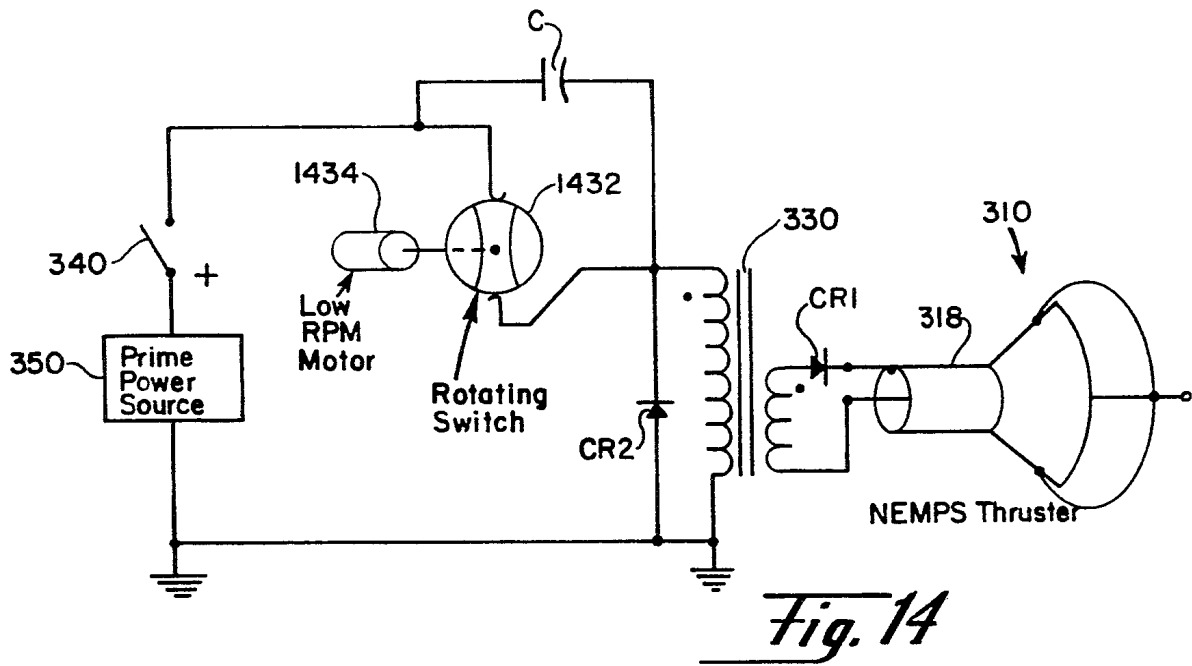 C
1434
1432
330
310
340
+
Low
RPM
Motor
CR1
318
350
Prime
Power
Source
Rotating
Switch
CR2
NEMPS Thruster
Fig. 14